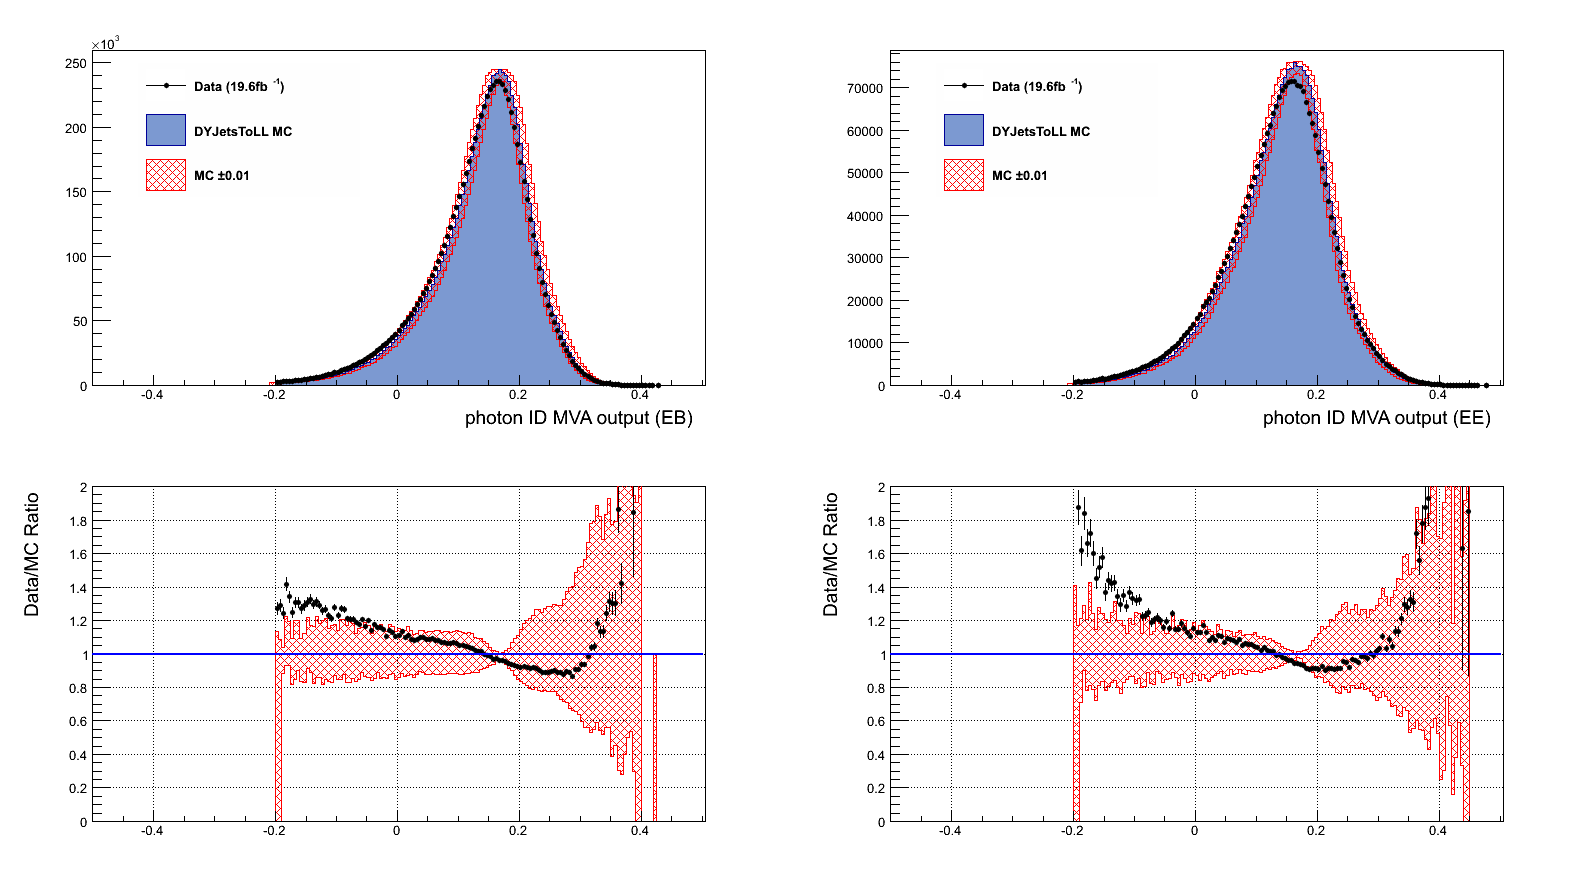 ×10³
250
200
150
100
50
0
Data (19.6fb ⁻¹)
DYJetsToLL MC
MC ±0.01
-0.4 -0.2 0 0.2 0.4
photon ID MVA output (EB)
70000
60000
50000
40000
30000
20000
10000
0
Data (19.6fb ⁻¹)
DYJetsToLL MC
MC ±0.01
-0.4 -0.2 0 0.2 0.4
photon ID MVA output (EE)
Data/MC Ratio
2
1.8
1.6
1.4
1.2
1
0.8
0.6
0.4
0.2
0
-0.4 -0.2 0 0.2 0.4
Data/MC Ratio
2
1.8
1.6
1.4
1.2
1
0.8
0.6
0.4
0.2
0
-0.4 -0.2 0 0.2 0.4